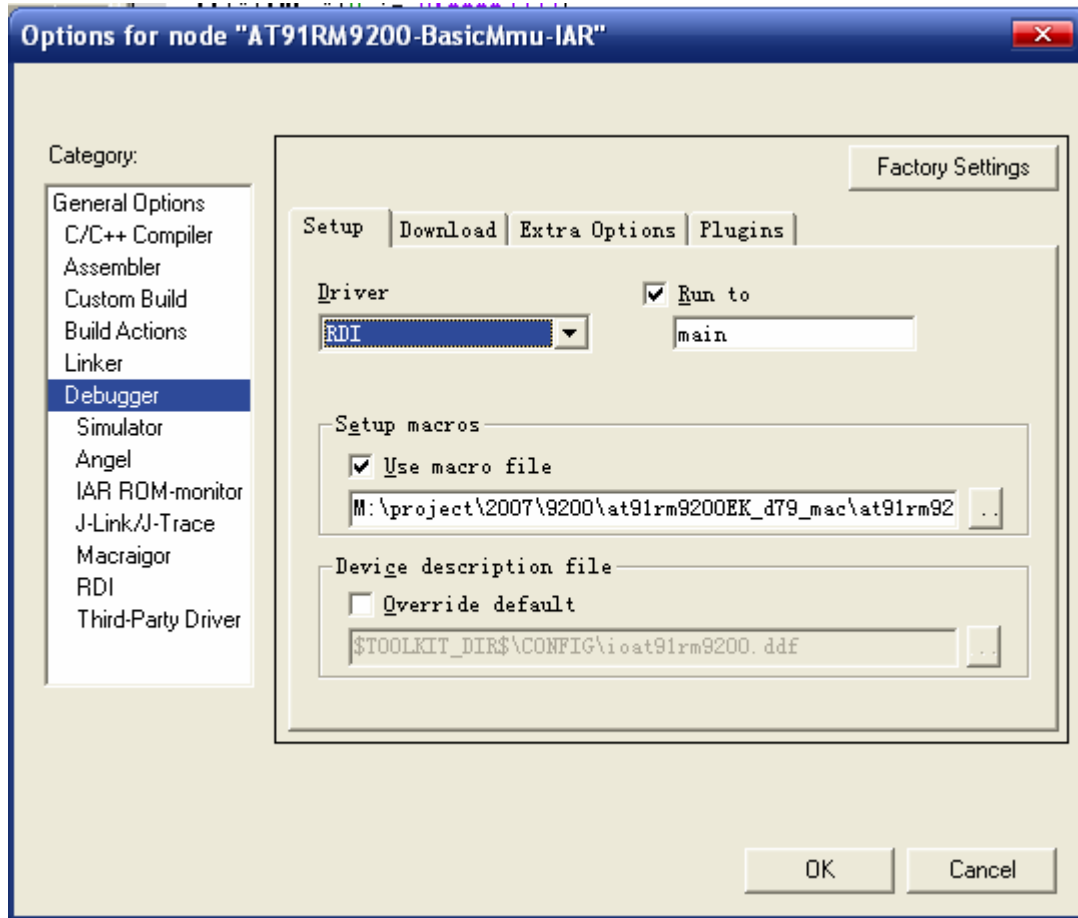 Options for node "AT91RM9200-BasicMmu-IAR"
Category:
General Options
C/C++ Compiler
Assembler
Custom Build
Build Actions
Linker
Debugger
Simulator
Angel
IAR ROM-monitor
J-Link/J-Trace
Macraigor
RDI
Third-Party Driver
Factory Settings
Setup Download Extra Options Plugins
Driver
Run to
RDI
main
Setup macros
Use macro file
M:\project\2007\9200\at91rm9200EK_d79_mac\at91rm92 ..
Device description file
Override default
$TOOLKIT_DIR$\CONFIG\ioat91rm9200.ddf ...
OK Cancel